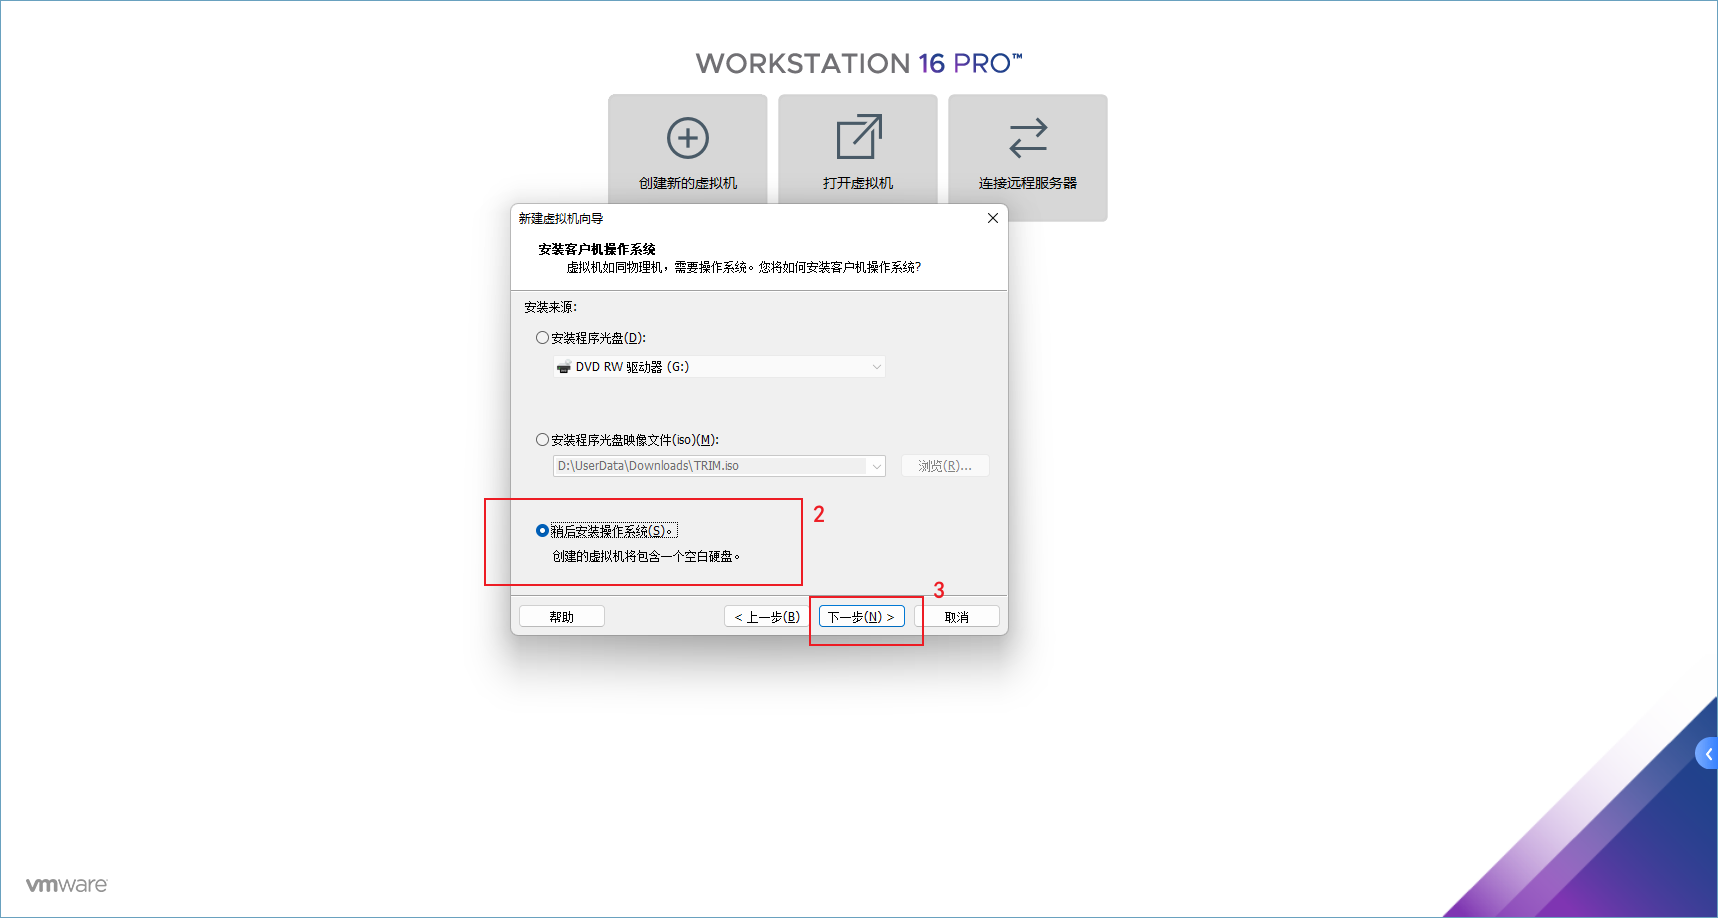 WORKSTATION 16 PRO™
创建新的虚拟机
打开虚拟机
连接远程服务器
新建虚拟机向导
安装客户机操作系统
虚拟机如同物理机，需要操作系统。您将如何安装客户机操作系统?
安装来源:
安装程序光盘(D):
DVD RW 驱动器 (G:)
安装程序光盘映像文件(iso)(M):
D:\UserData\Downloads\TRIM.iso
浏览(R)...
稍后安装操作系统(S)。
2
创建的虚拟机将包含一个空白硬盘。
3
帮助
< 上一步(B)
下一步(N) >
取消
vmware